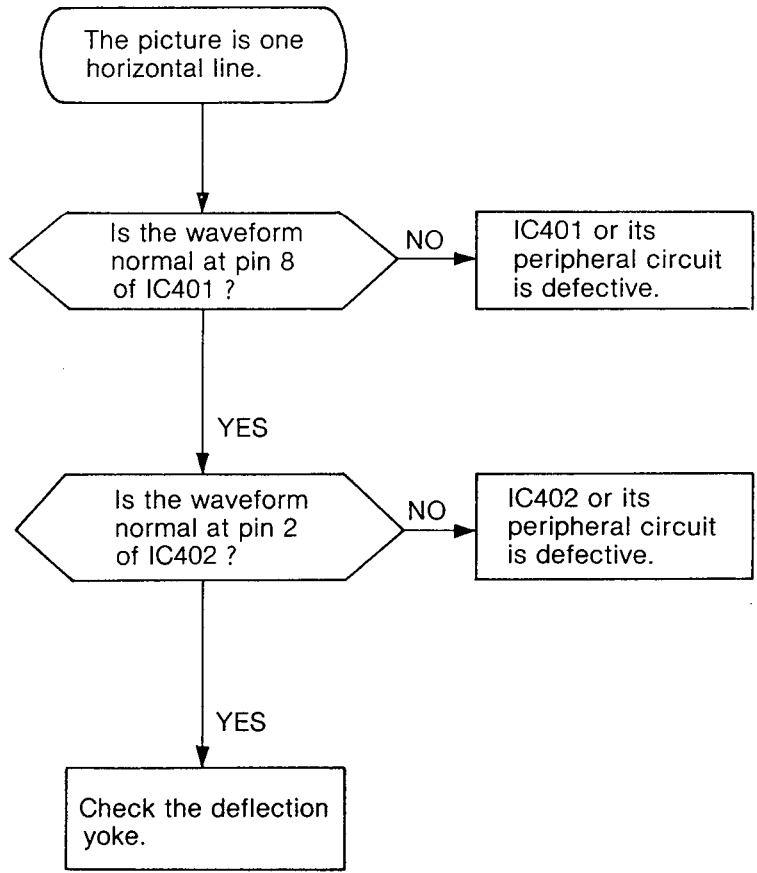 The picture is one
horizontal line.
Is the waveform
normal at pin 8
of IC401 ?
NO
IC401 or its
peripheral circuit
is defective.
YES
Is the waveform
normal at pin 2
of IC402 ?
NO
IC402 or its
peripheral circuit
is defective.
YES
Check the deflection
yoke.